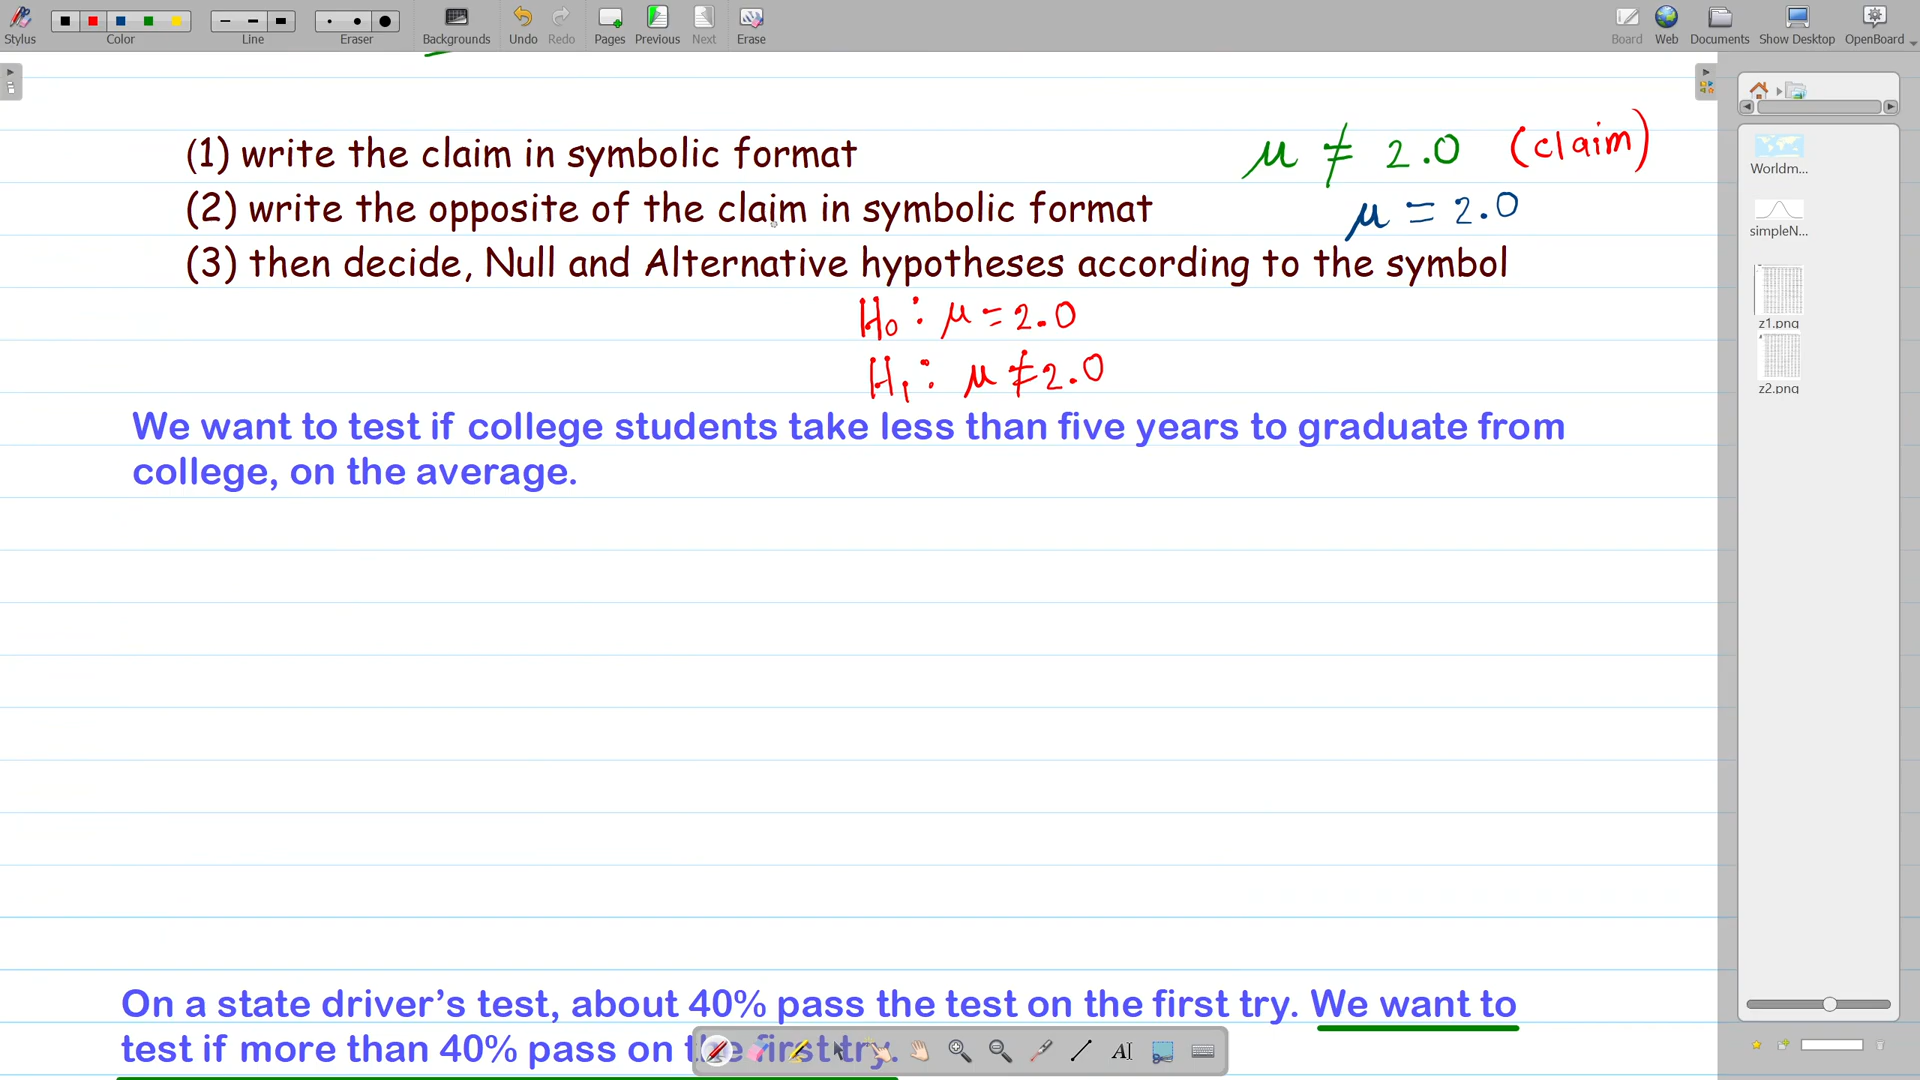 Stylus Color Line Eraser Backgrounds Undo Redo Pages Previous Next Erase Board Web Documents Show Desktop OpenBoard
(1) write the claim in symbolic format μ ≠ 2.0 (claim)
(2) write the opposite of the claim in symbolic format μ = 2.0
(3) then decide, Null and Alternative hypotheses according to the symbol
H₀ : μ = 2.0
H₁ : μ ≠ 2.0
We want to test if college students take less than five years to graduate from
college, on the average.
On a state driver’s test, about 40% pass the test on the first try. We want to
test if more than 40% pass on the first try.
Worldm...
simpleN...
z1.png
z2.png